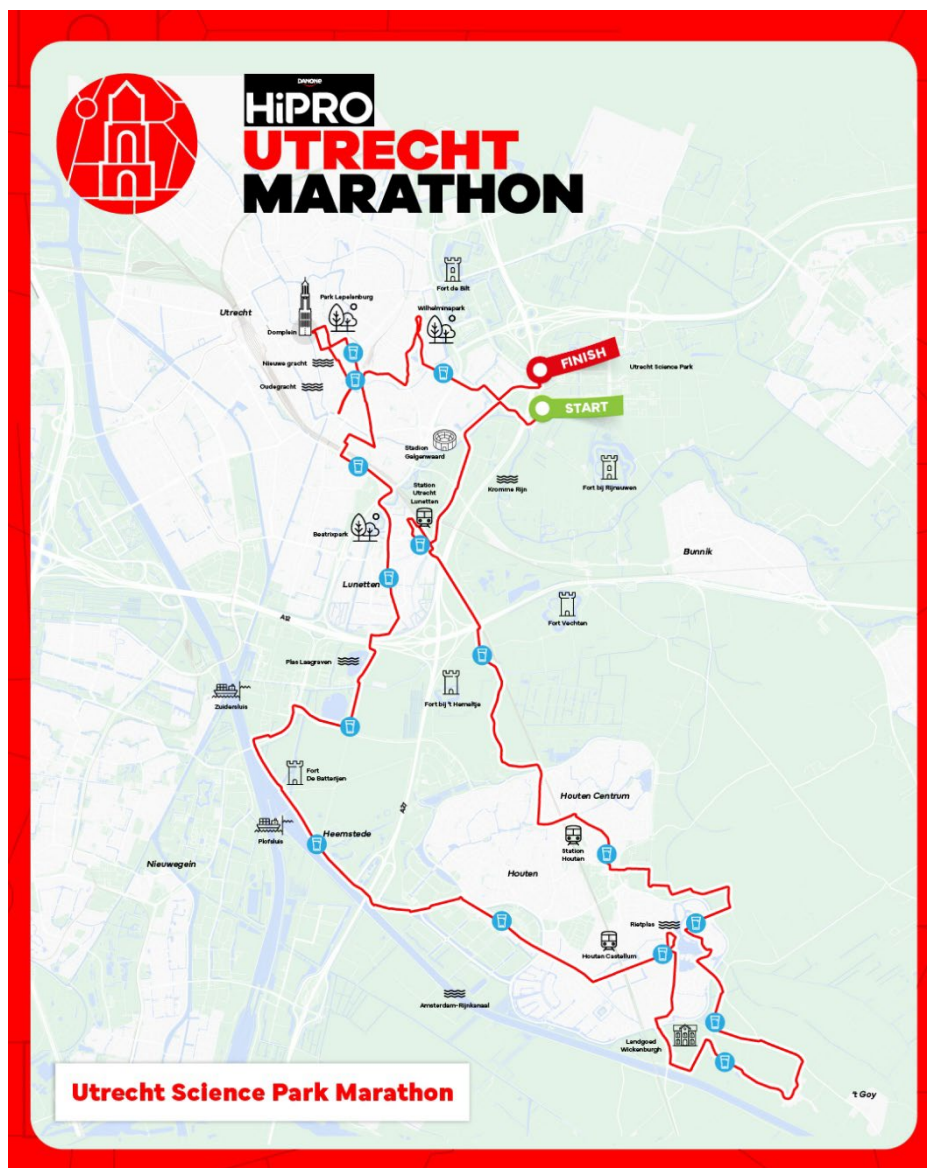 DANONE
HiPRO
UTRECHT
MARATHON
Fort de Bilt
Park Lepelenburg
Wilhelminapark
Utrecht
Domplein
Nieuwe gracht
FINISH
Utrecht Science Park
Oudegracht
START
Stadion
Galgenwaard
Station
Utrecht
Lunetten
Kromme Rijn
Fort bij Rijnauwen
Beatrixpark
Bunnik
Lunetten
A12
Fort Vechten
Plas Laagraven
Zuidersluis
Fort bij 't Hemeltje
Fort
De Batterijen
Houten Centrum
A27
Plofsluis
Heemstede
Station
Houten
Nieuwegein
Houten
Rietplas
Houten Castellum
Amsterdam-Rijnkanaal
Landgoed
Wickenburgh
Utrecht Science Park Marathon
't Goy